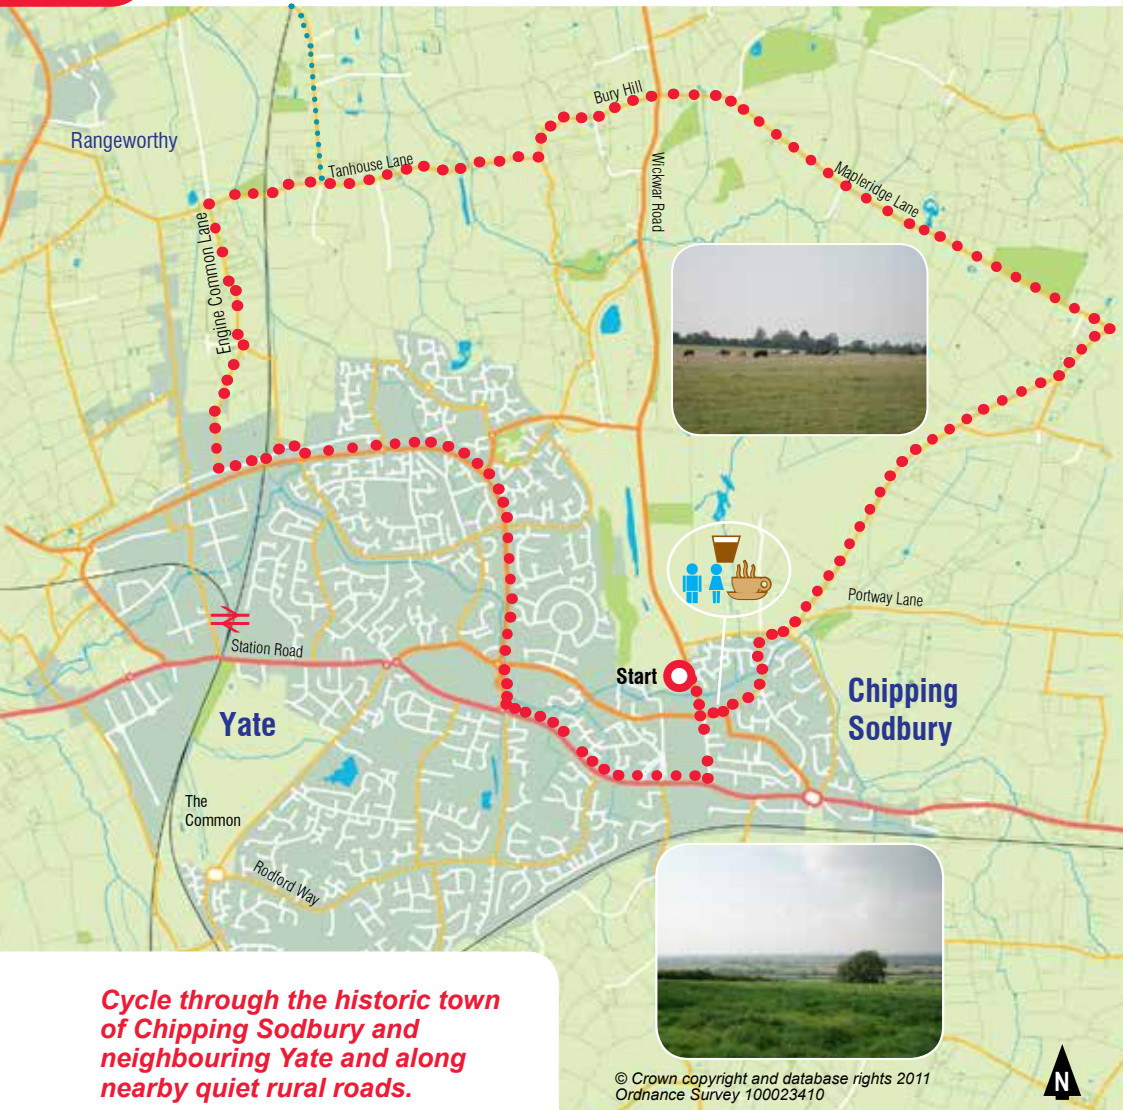 Rangeworthy
Bury Hill
Tanhouse Lane
Wickwar Road
Mapleridge Lane
Engine Common Lane
Portway Lane
Station Road
Start
Chipping
Sodbury
Yate
The
Common
Rodford Way
Cycle through the historic town
of Chipping Sodbury and
neighbouring Yate and along
nearby quiet rural roads.
© Crown copyright and database rights 2011
Ordnance Survey 100023410
N